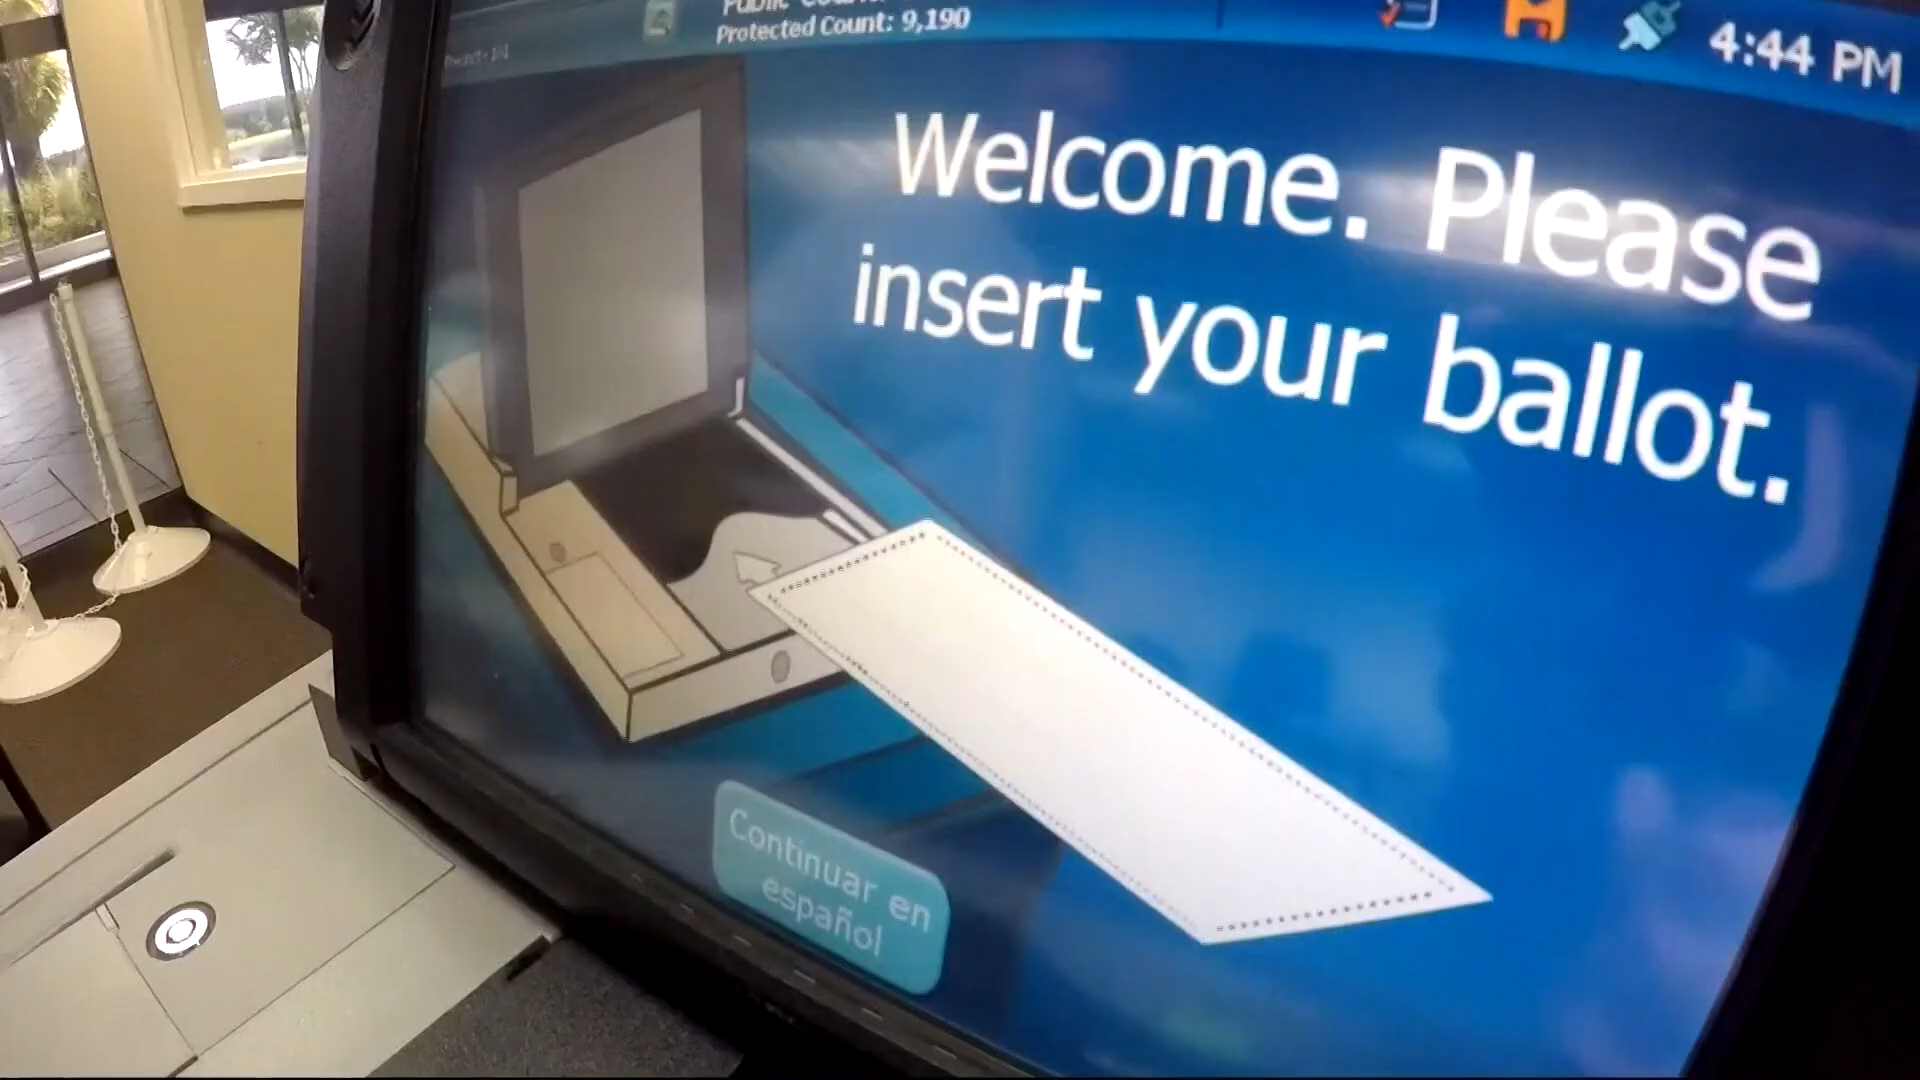 Protected Count: 9,190
4:44 PM
Welcome. Please
insert your ballot.
Continuar en
español